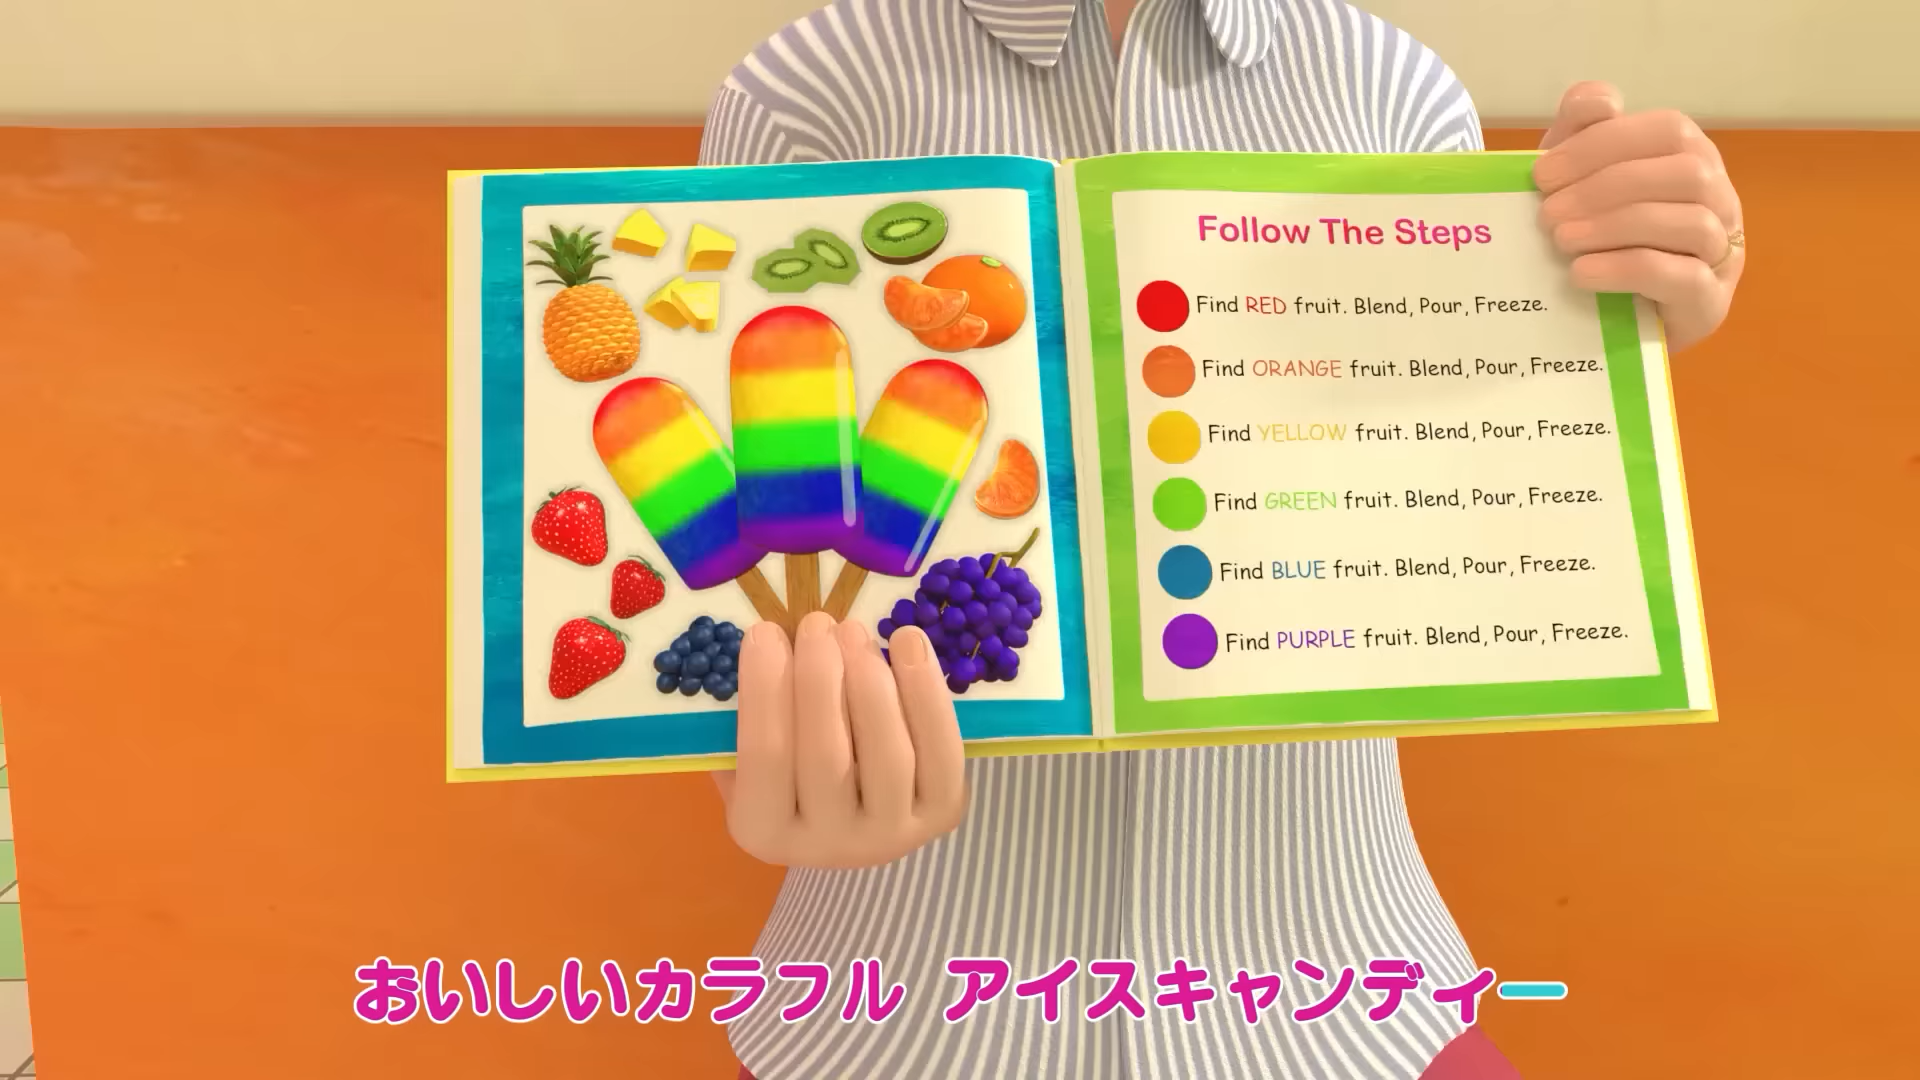 Follow The Steps
Find RED fruit. Blend, Pour, Freeze.
Find ORANGE fruit. Blend, Pour, Freeze.
Find YELLOW fruit. Blend, Pour, Freeze.
Find GREEN fruit. Blend, Pour, Freeze.
Find BLUE fruit. Blend, Pour, Freeze.
Find PURPLE fruit. Blend, Pour, Freeze.
おいしいカラフル アイスキャンディー